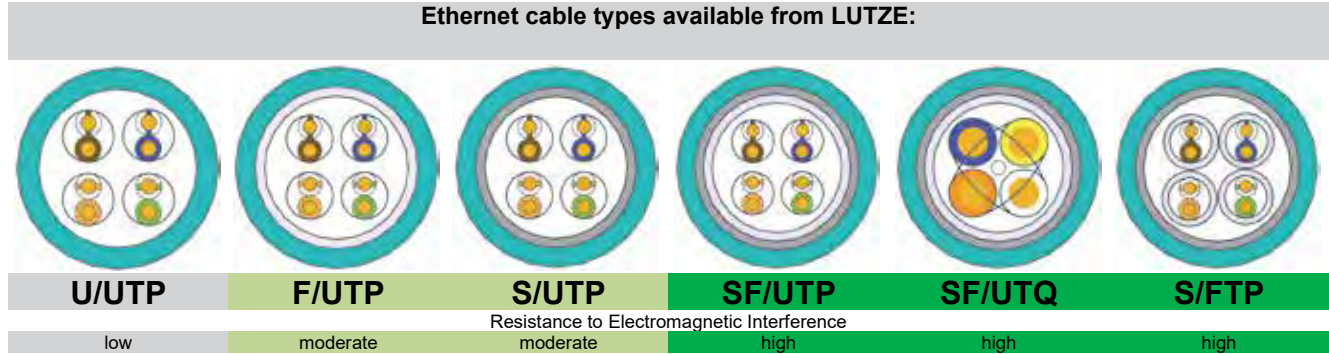 Ethernet cable types available from LUTZE:
U/UTP F/UTP S/UTP SF/UTP SF/UTQ S/FTP
Resistance to Electromagnetic Interference
low moderate moderate high high high